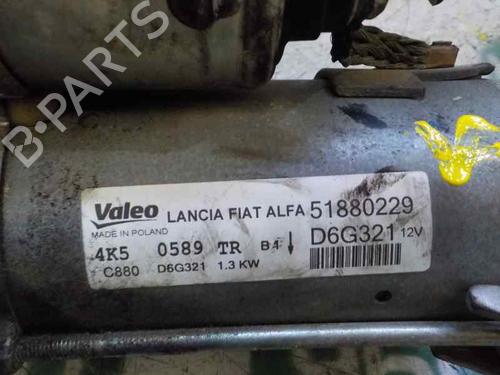 B-PARTS
Valeo LANCIA FIAT ALFA 51880229
MADE IN POLAND
D6G321 12V
4K5 0589 TR B4 ↓
C880 D6G321 1.3 KW